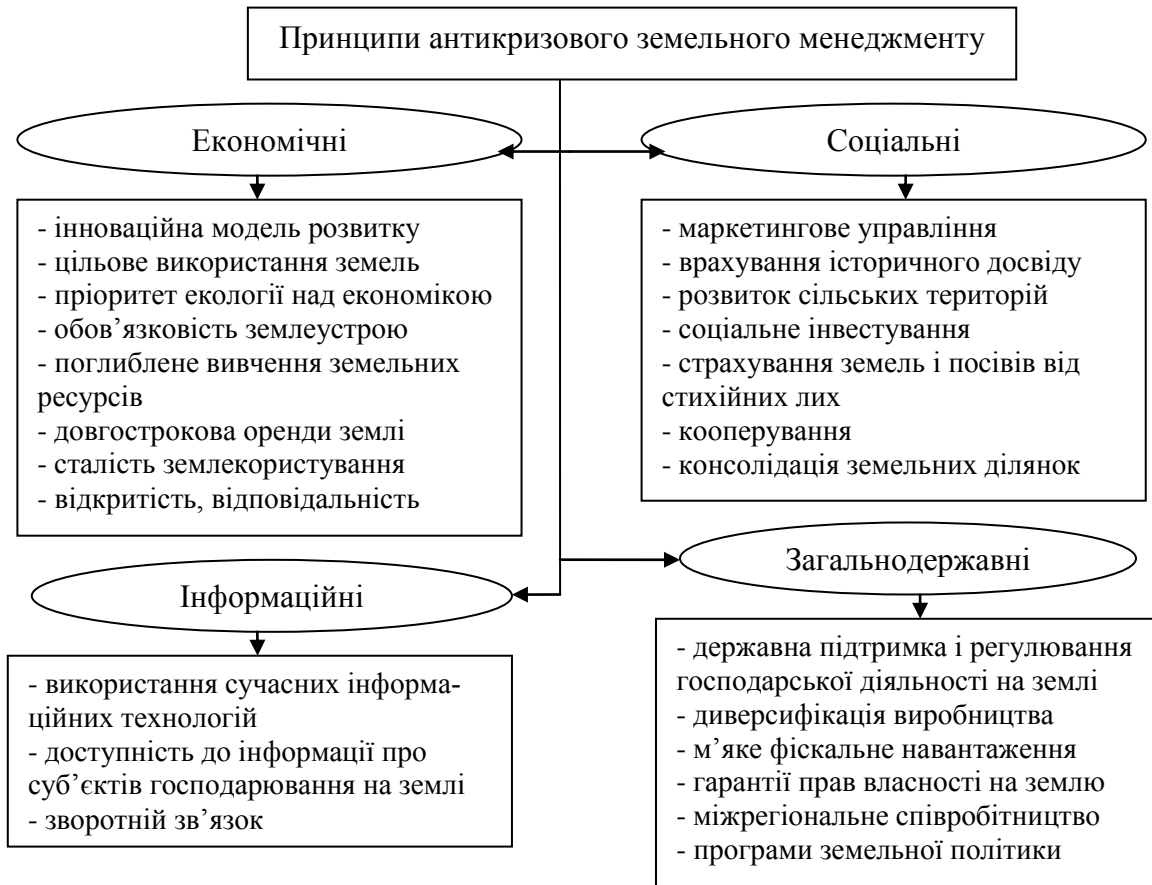 Принципи антикризового земельного менеджменту
Економічні
- інноваційна модель розвитку
- цільове використання земель
- пріоритет екології над економікою
- обов’язковість землеустрою
- поглиблене вивчення земельних
ресурсів
- довгострокова оренди землі
- сталість землекористування
- відкритість, відповідальність
Соціальні
- маркетингове управління
- врахування історичного досвіду
- розвиток сільських територій
- соціальне інвестування
- страхування земель і посівів від
стихійних лих
- кооперування
- консолідація земельних ділянок
Інформаційні
- використання сучасних інформа-
ційних технологій
- доступність до інформації про
суб’єктів господарювання на землі
- зворотній зв’язок
Загальнодержавні
- державна підтримка і регулювання
господарської діяльності на землі
- диверсифікація виробництва
- м’яке фіскальне навантаження
- гарантії прав власності на землю
- міжрегіональне співробітництво
- програми земельної політики